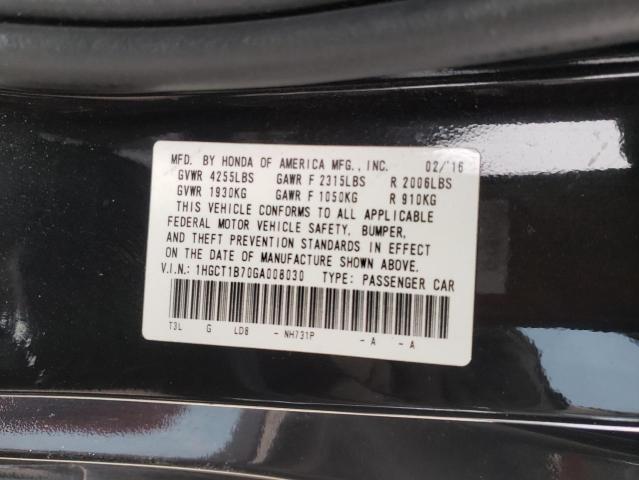 MFD. BY HONDA OF AMERICA MFG., INC. 02/'16
GVWR 4255LBS GAWR F 2315LBS R 2006LBS
GVWR 1930KG GAWR F 1050KG R 910KG
THIS VEHICLE CONFORMS TO ALL APPLICABLE
FEDERAL MOTOR VEHICLE SAFETY, BUMPER,
AND THEFT PREVENTION STANDARDS IN EFFECT
ON THE DATE OF MANUFACTURE SHOWN ABOVE.
V.I.N.: 1HGCT1B70GA008030 TYPE: PASSENGER CAR
T3L G LD8 - NH731P - A - A